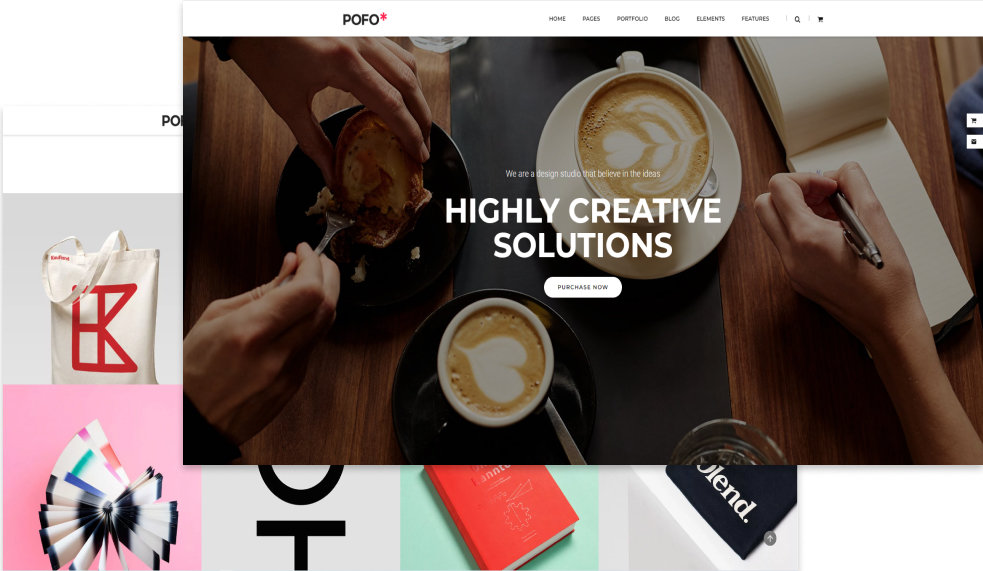 POFO*
HOME PAGES PORTFOLIO BLOG ELEMENTS FEATURES
We are a design studio that believe in the ideas
HIGHLY CREATIVE
SOLUTIONS
PURCHASE NOW
blend.